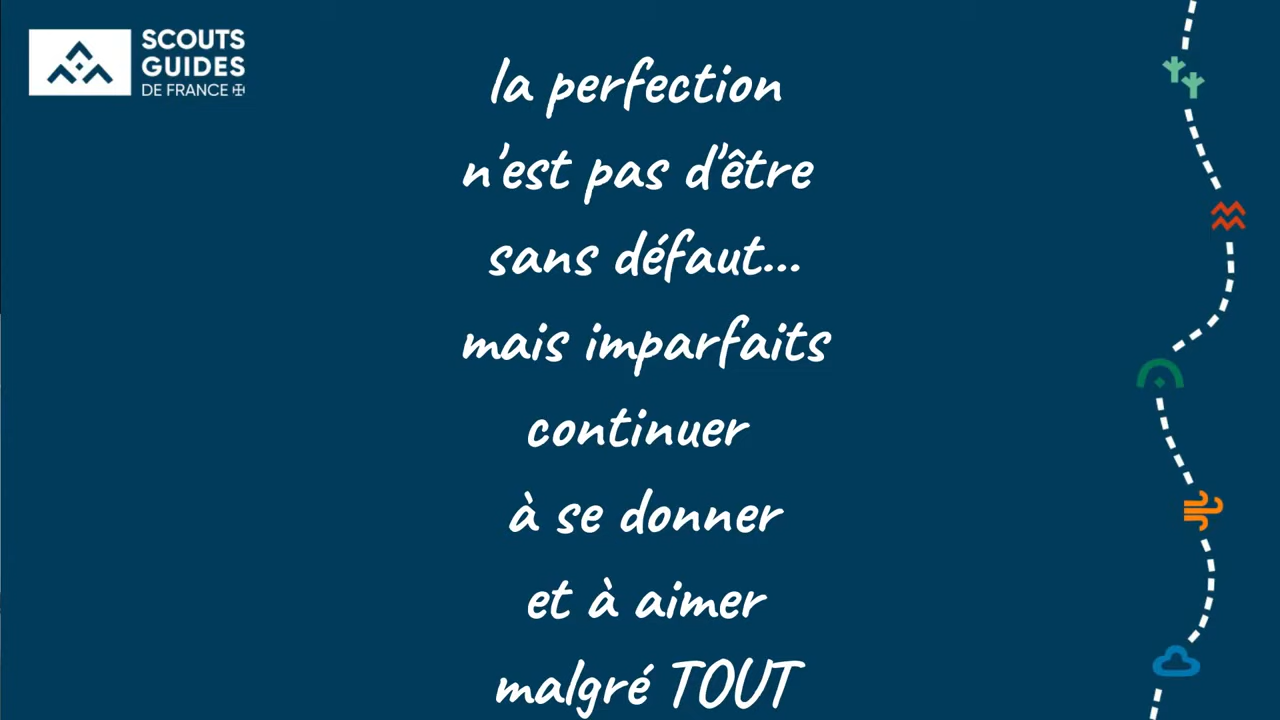 SCOUTS
GUIDES
DE FRANCE
la perfection
n'est pas d'être
sans défaut...
mais imparfaits
continuer
à se donner
et à aimer
malgré TOUT